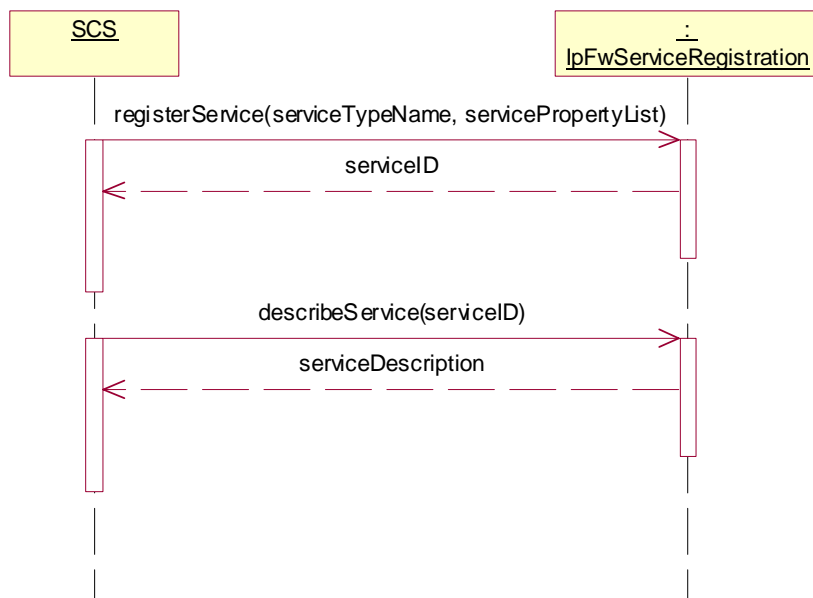 SCS
:
IpFwServiceRegistration
registerService(serviceTypeName, servicePropertyList)
serviceID
describeService(serviceID)
serviceDescription